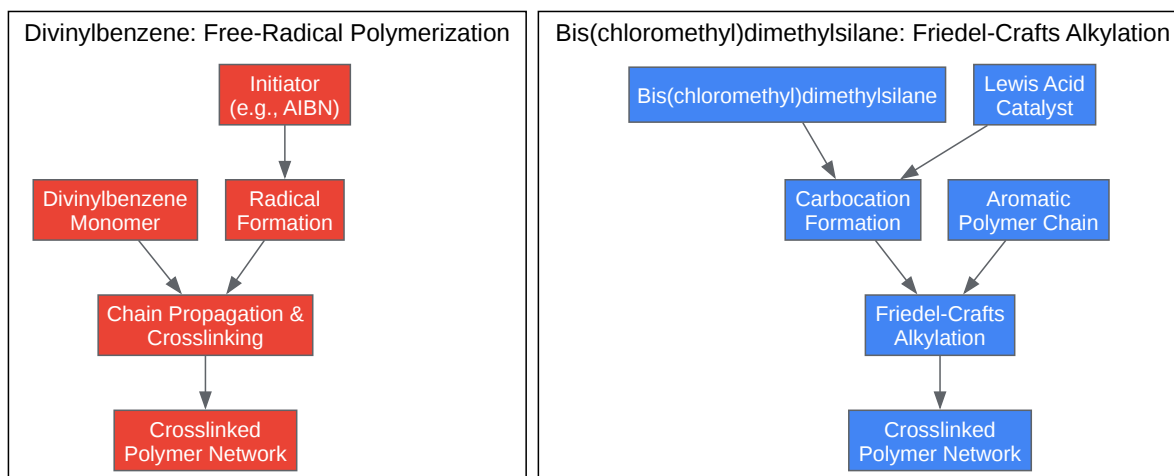 Divinylbenzene: Free-Radical Polymerization
Initiator
(e.g., AIBN)
Divinylbenzene
Monomer
Radical
Formation
Chain Propagation &
Crosslinking
Crosslinked
Polymer Network
Bis(chloromethyl)dimethylsilane: Friedel-Crafts Alkylation
Bis(chloromethyl)dimethylsilane
Lewis Acid
Catalyst
Carbocation
Formation
Aromatic
Polymer Chain
Friedel-Crafts
Alkylation
Crosslinked
Polymer Network